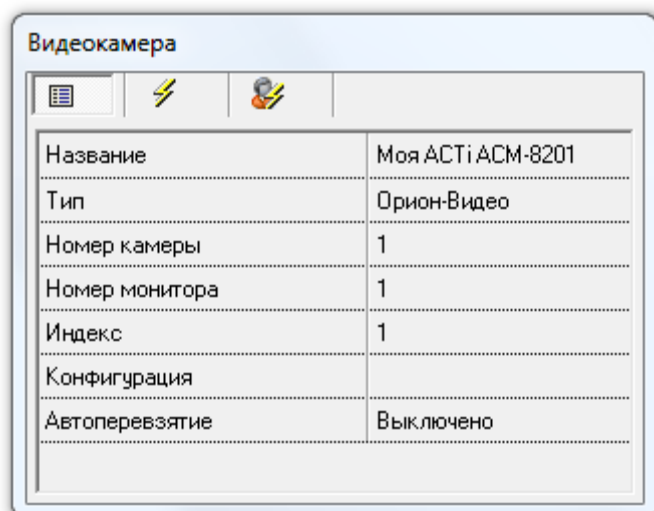 Видеокамера
Название Моя ACTi ACM-8201
Тип Орион-Видео
Номер камеры 1
Номер монитора 1
Индекс 1
Конфигурация
Автоперевзятие Выключено